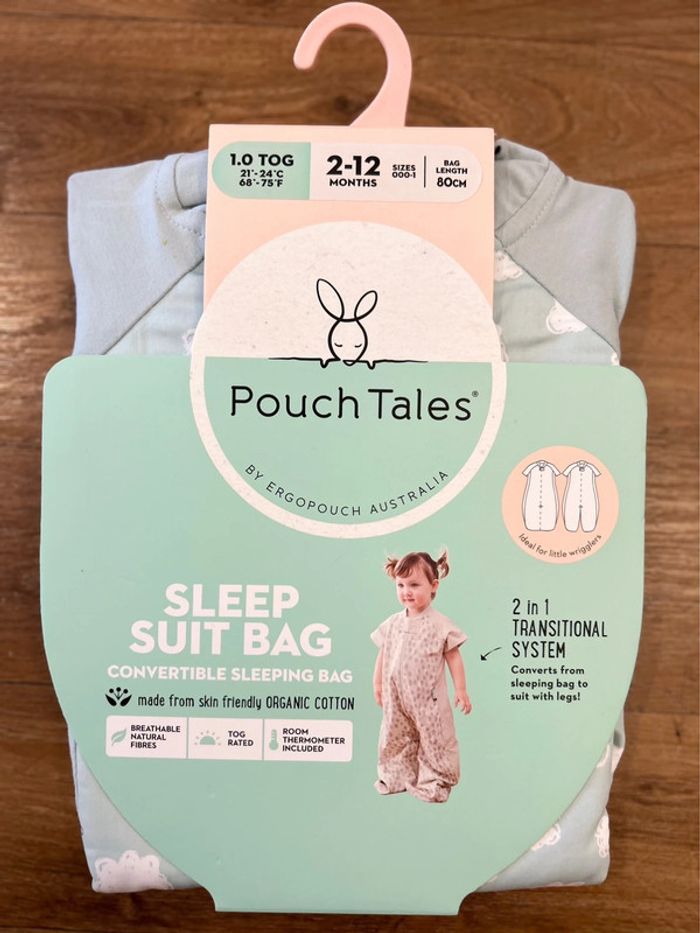 1.0 TOG
21°-24°C
68°-75°F
2-12
MONTHS
SIZES
000-1
BAG
LENGTH
80CM
Pouch Tales®
BY ERGOPOUCH AUSTRALIA
Ideal for little wrigglers
SLEEP
SUIT BAG
CONVERTIBLE SLEEPING BAG
made from skin friendly ORGANIC COTTON
BREATHABLE
NATURAL
FIBRES
TOG
RATED
ROOM
THERMOMETER
INCLUDED
2 in 1
TRANSITIONAL
SYSTEM
Converts from
sleeping bag to
suit with legs!